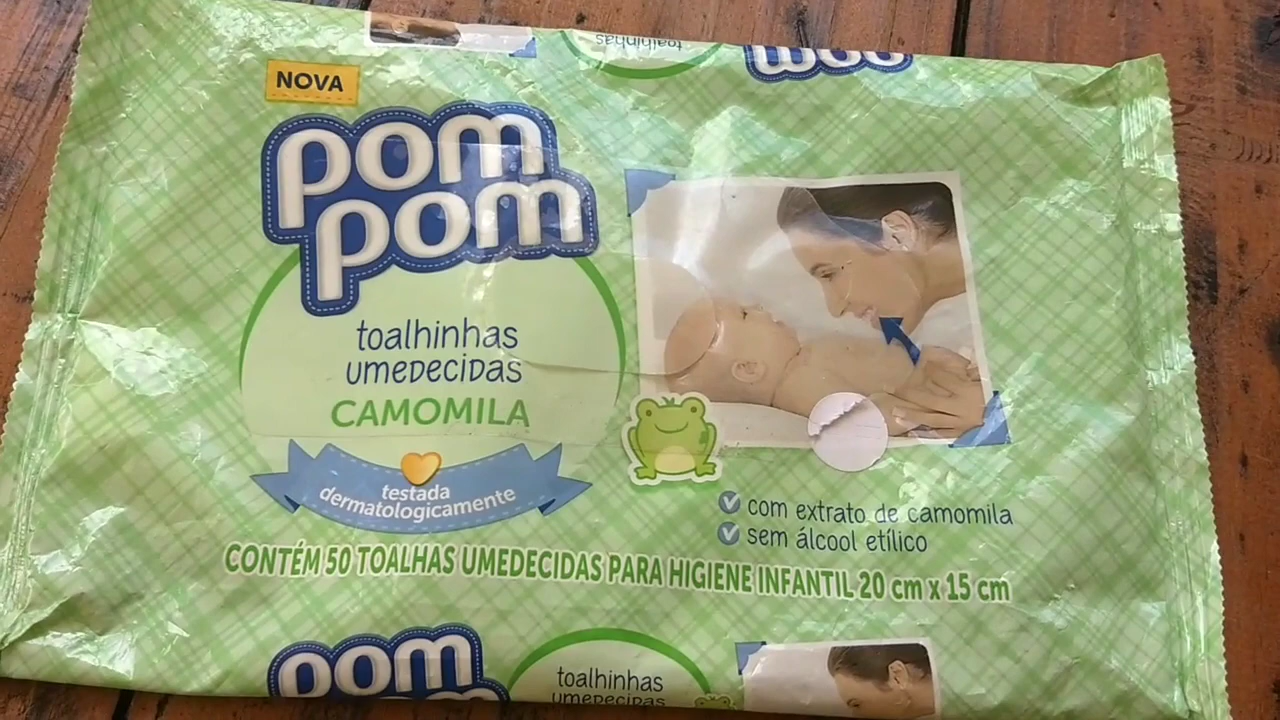 toalhinhas
pom
NOVA
pom
pom
toalhinhas
umedecidas
CAMOMILA
testada
dermatologicamente
com extrato de camomila
sem álcool etílico
CONTÉM 50 TOALHAS UMEDECIDAS PARA HIGIENE INFANTIL 20 cm x 15 cm
pom
toalhinhas
umedecidas